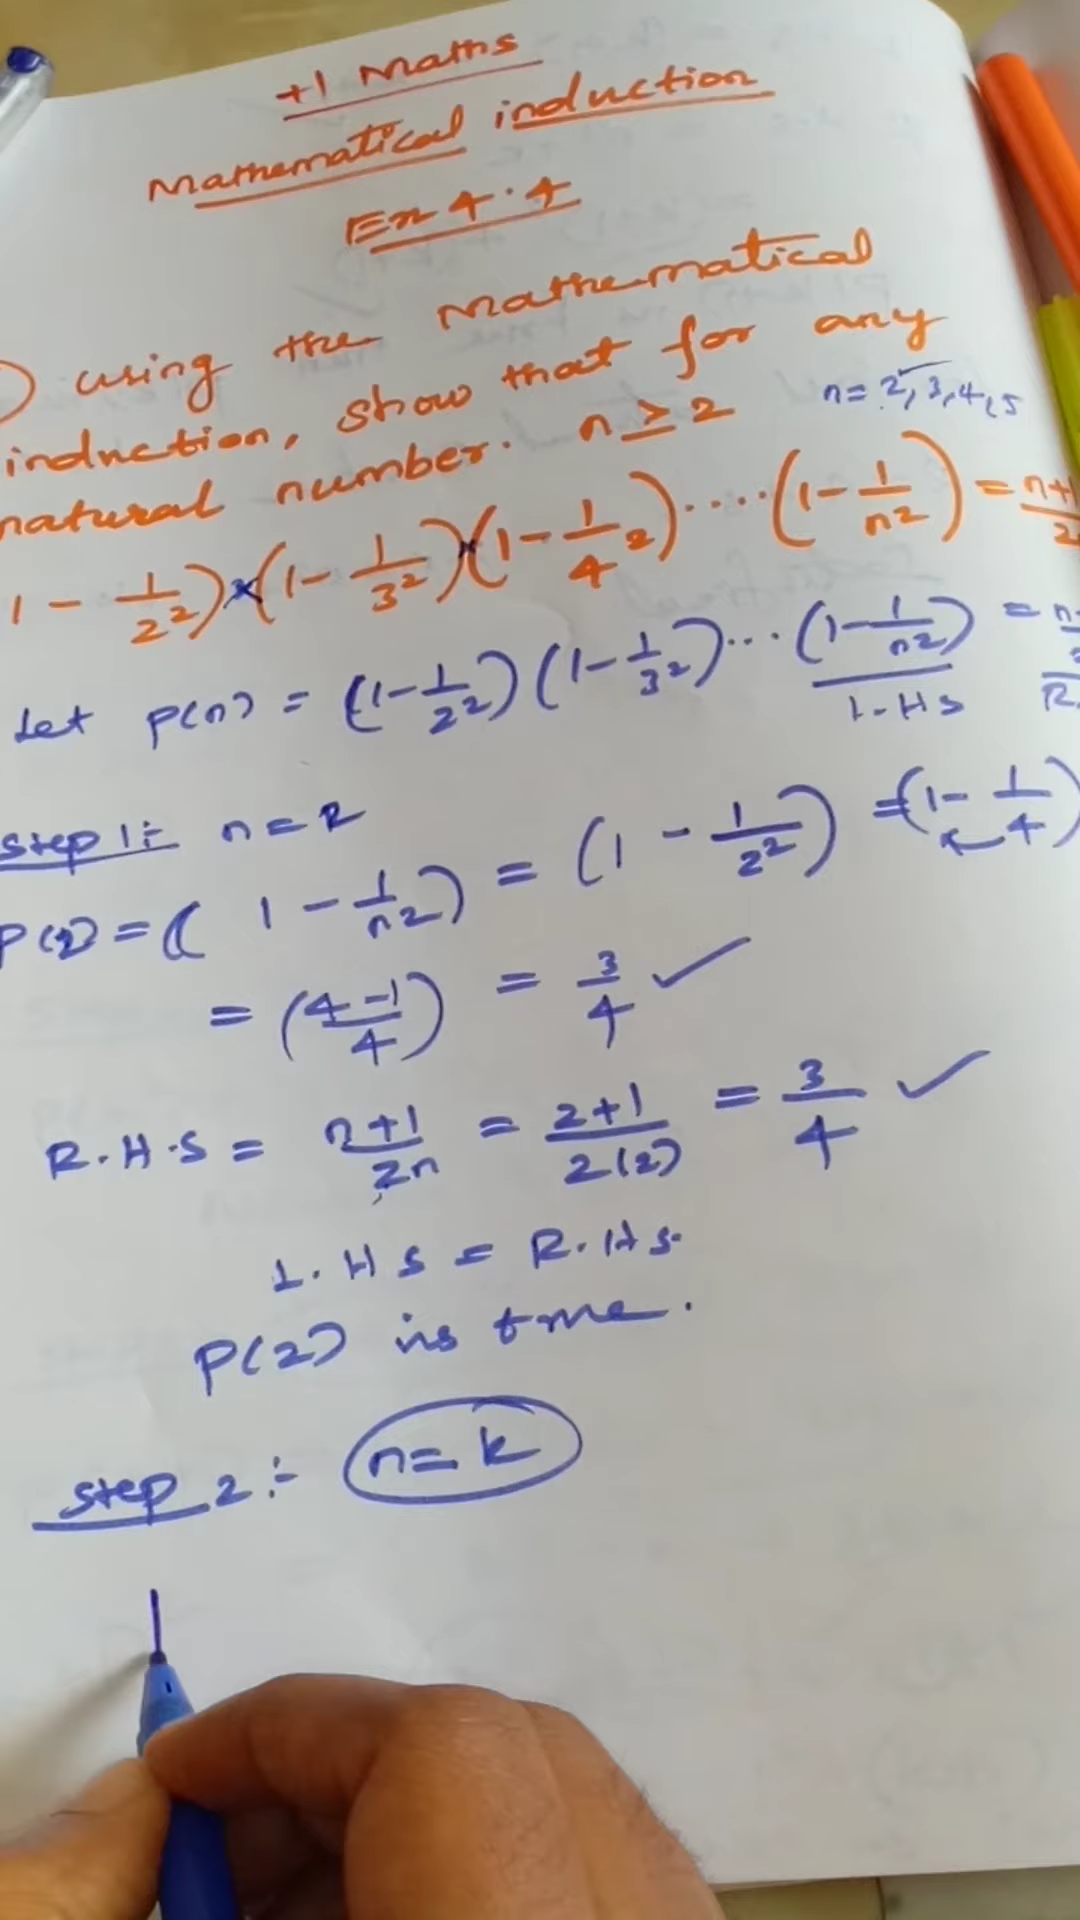 +1 Maths
Mathematical induction
Ex 4.4
) using the mathematical
induction, show that for any
natural number. n ≥ 2
n = 2, 3, 4, 5
1 - 1/2²) × (1 - 1/3²) × (1 - 1/4²) .... (1 - 1/n²) = n+
Let p(n) = (1 - 1/2²) (1 - 1/3²) ... (1 - 1/n²) =
L.HS R.
Step 1:- n = 2
P(2) = (1 - 1/n²) = (1 - 1/2²) = (1 - 1/4)
= (4-1/4) = 3/4 ✓
R.H.S = n+1/2n = 2+1/2(2) = 3/4 ✓
L.HS = R.HS.
P(2) is true.
Step 2:- n = k